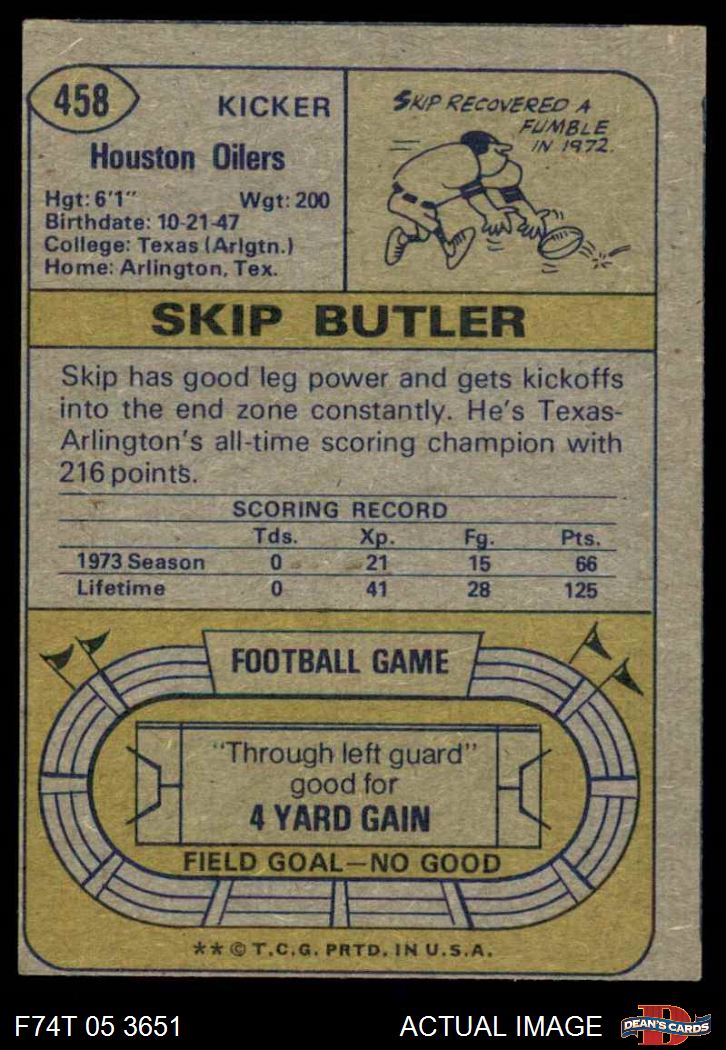 458
KICKER
Houston Oilers
Hgt: 6'1" Wgt: 200
Birthdate: 10-21-47
College: Texas (Arlgtn.)
Home: Arlington, Tex.
SKIP RECOVERED A
FUMBLE
IN 1972.
SKIP BUTLER
Skip has good leg power and gets kickoffs
into the end zone constantly. He's Texas-
Arlington's all-time scoring champion with
216 points.
SCORING RECORD
Tds. Xp. Fg. Pts.
1973 Season 0 21 15 66
Lifetime 0 41 28 125
FOOTBALL GAME
"Through left guard"
good for
4 YARD GAIN
FIELD GOAL—NO GOOD
**© T.C.G. PRTD. IN U.S.A.
F74T 05 3651
ACTUAL IMAGE
D
DEAN'S CARDS